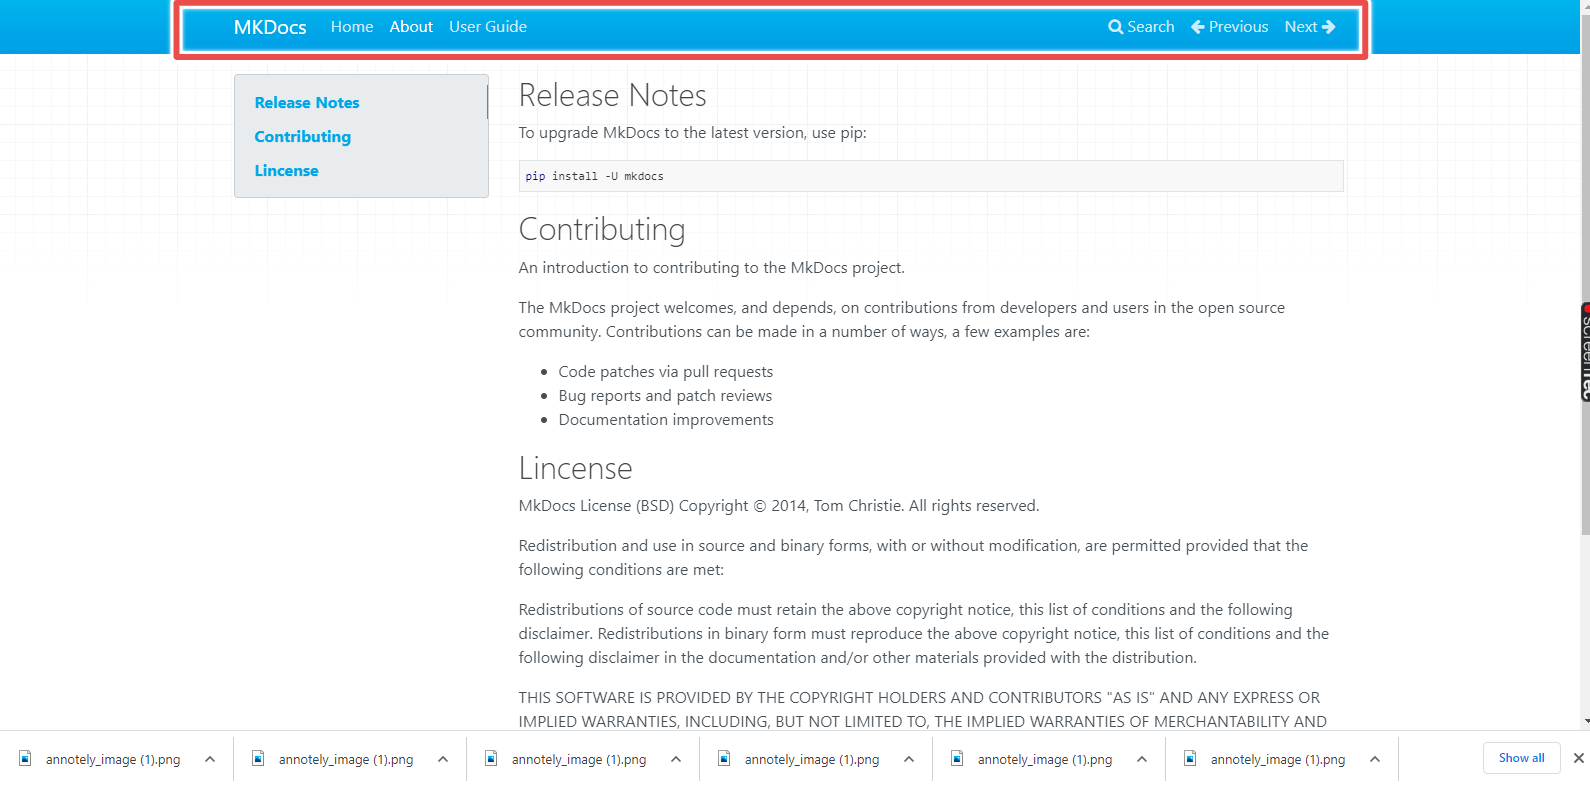 MKDocs Home About User Guide Search Previous Next
Release Notes
Contributing
Lincense
Release Notes
To upgrade MkDocs to the latest version, use pip:
pip install -U mkdocs
Contributing
An introduction to contributing to the MkDocs project.
The MkDocs project welcomes, and depends, on contributions from developers and users in the open source
community. Contributions can be made in a number of ways, a few examples are:
Code patches via pull requests
Bug reports and patch reviews
Documentation improvements
Lincense
MkDocs License (BSD) Copyright © 2014, Tom Christie. All rights reserved.
Redistribution and use in source and binary forms, with or without modification, are permitted provided that the
following conditions are met:
Redistributions of source code must retain the above copyright notice, this list of conditions and the following
disclaimer. Redistributions in binary form must reproduce the above copyright notice, this list of conditions and the
following disclaimer in the documentation and/or other materials provided with the distribution.
THIS SOFTWARE IS PROVIDED BY THE COPYRIGHT HOLDERS AND CONTRIBUTORS "AS IS" AND ANY EXPRESS OR
IMPLIED WARRANTIES, INCLUDING, BUT NOT LIMITED TO, THE IMPLIED WARRANTIES OF MERCHANTABILITY AND
screenrec
annotely_image (1).png annotely_image (1).png annotely_image (1).png annotely_image (1).png annotely_image (1).png annotely_image (1).png Show all